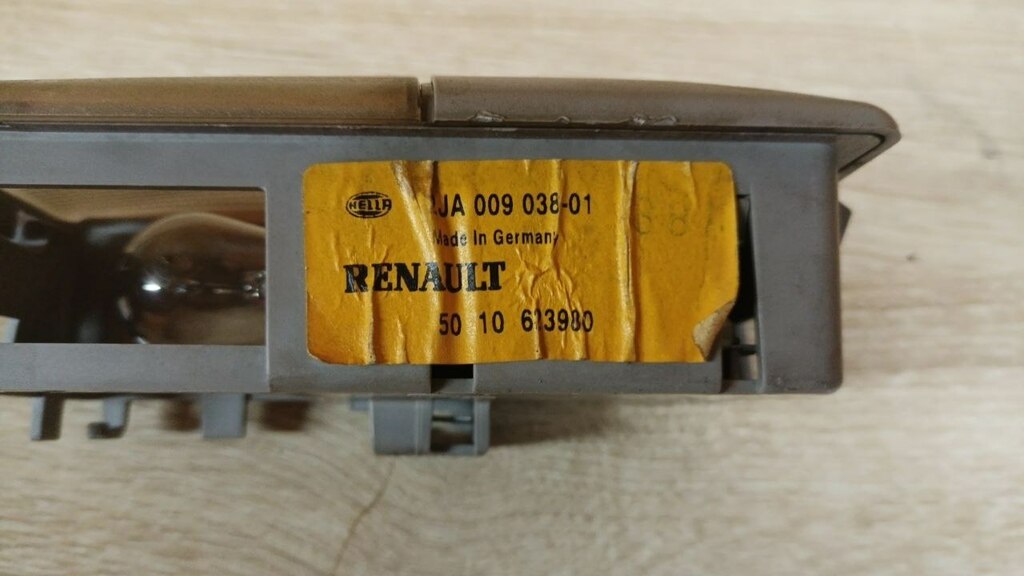 HELLA
JA 009 038-01
Made In Germany
RENAULT
50 10 613980